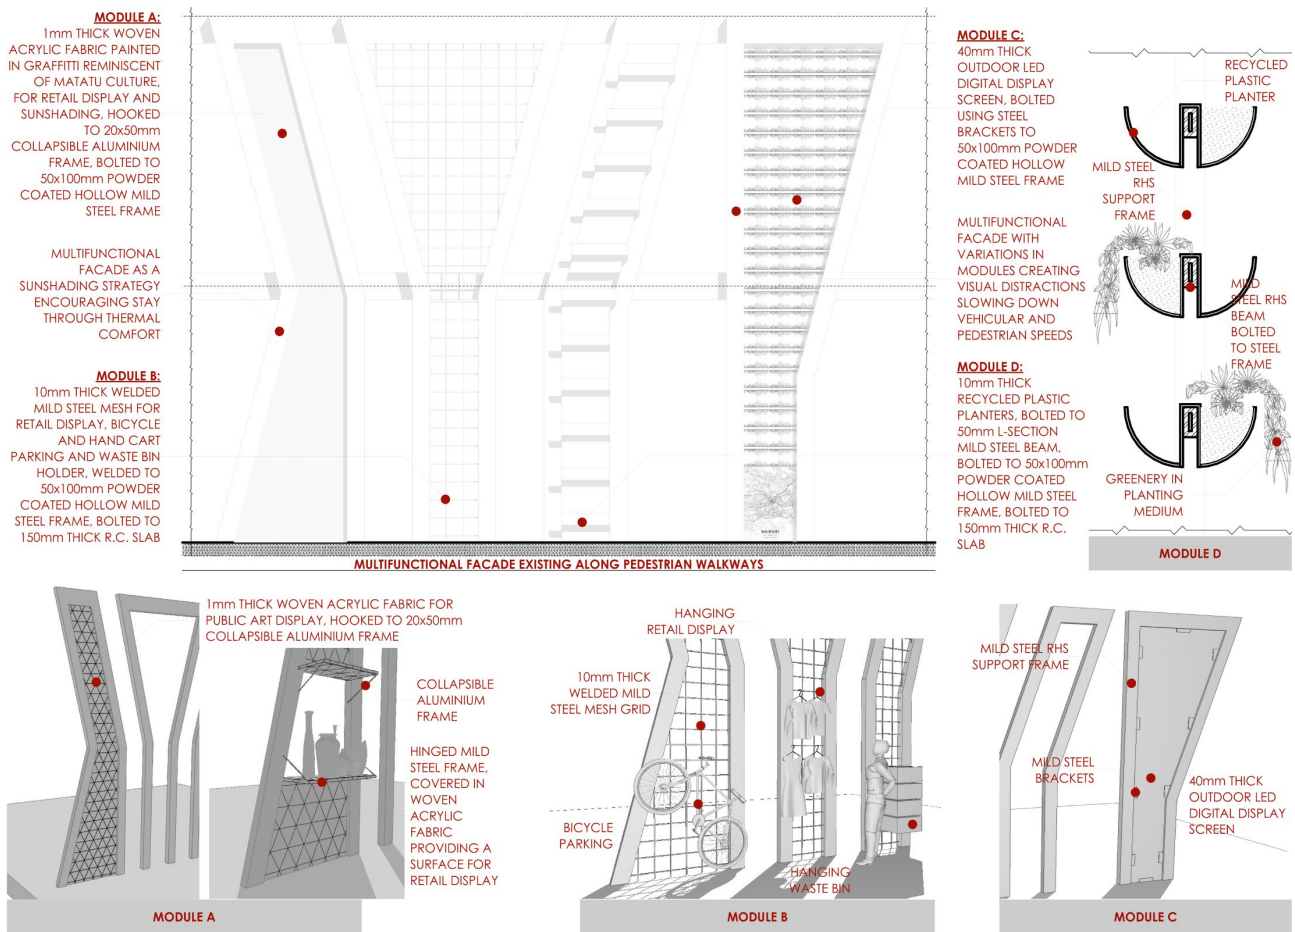 MODULE A:
1mm THICK WOVEN
ACRYLIC FABRIC PAINTED
IN GRAFFITI REMINISCENT
OF MATATU CULTURE,
FOR RETAIL DISPLAY AND
SUNSHADING, HOOKED
TO 20x50mm
COLLAPSIBLE ALUMINIUM
FRAME, BOLTED TO
50x100mm POWDER
COATED HOLLOW MILD
STEEL FRAME
MULTIFUNCTIONAL
FACADE AS A
SUNSHADING STRATEGY
ENCOURAGING STAY
THROUGH THERMAL
COMFORT
MODULE B:
10mm THICK WELDED
MILD STEEL MESH FOR
RETAIL DISPLAY, BICYCLE
AND HAND CART
PARKING AND WASTE BIN
HOLDER, WELDED TO
50x100mm POWDER
COATED HOLLOW MILD
STEEL FRAME, BOLTED TO
150mm THICK R.C. SLAB
NAIROBI
MULTIFUNCTIONAL FACADE EXISTING ALONG PEDESTRIAN WALKWAYS
MODULE C:
40mm THICK
OUTDOOR LED
DIGITAL DISPLAY
SCREEN, BOLTED
USING STEEL
BRACKETS TO
50x100mm POWDER
COATED HOLLOW
MILD STEEL FRAME
MULTIFUNCTIONAL
FACADE WITH
VARIATIONS IN
MODULES CREATING
VISUAL DISTRACTIONS
SLOWING DOWN
VEHICULAR AND
PEDESTRIAN SPEEDS
MODULE D:
10mm THICK
RECYCLED PLASTIC
PLANTERS, BOLTED TO
50mm L-SECTION
MILD STEEL BEAM,
BOLTED TO 50x100mm
POWDER COATED
HOLLOW MILD STEEL
FRAME, BOLTED TO
150mm THICK R.C.
SLAB
RECYCLED
PLASTIC
PLANTER
MILD STEEL
RHS
SUPPORT
FRAME
MILD
STEEL RHS
BEAM
BOLTED
TO STEEL
FRAME
GREENERY IN
PLANTING
MEDIUM
MODULE D
1mm THICK WOVEN ACRYLIC FABRIC FOR
PUBLIC ART DISPLAY, HOOKED TO 20x50mm
COLLAPSIBLE ALUMINIUM FRAME
COLLAPSIBLE
ALUMINIUM
FRAME
HINGED MILD
STEEL FRAME,
COVERED IN
WOVEN
ACRYLIC
FABRIC
PROVIDING A
SURFACE FOR
RETAIL DISPLAY
MODULE A
HANGING
RETAIL DISPLAY
10mm THICK
WELDED MILD
STEEL MESH GRID
BICYCLE
PARKING
HANGING
WASTE BIN
MODULE B
MILD STEEL RHS
SUPPORT FRAME
MILD STEEL
BRACKETS
40mm THICK
OUTDOOR LED
DIGITAL DISPLAY
SCREEN
MODULE C